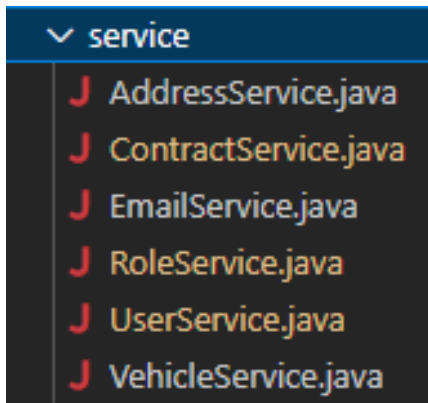 service
AddressService.java
ContractService.java
EmailService.java
RoleService.java
UserService.java
VehicleService.java